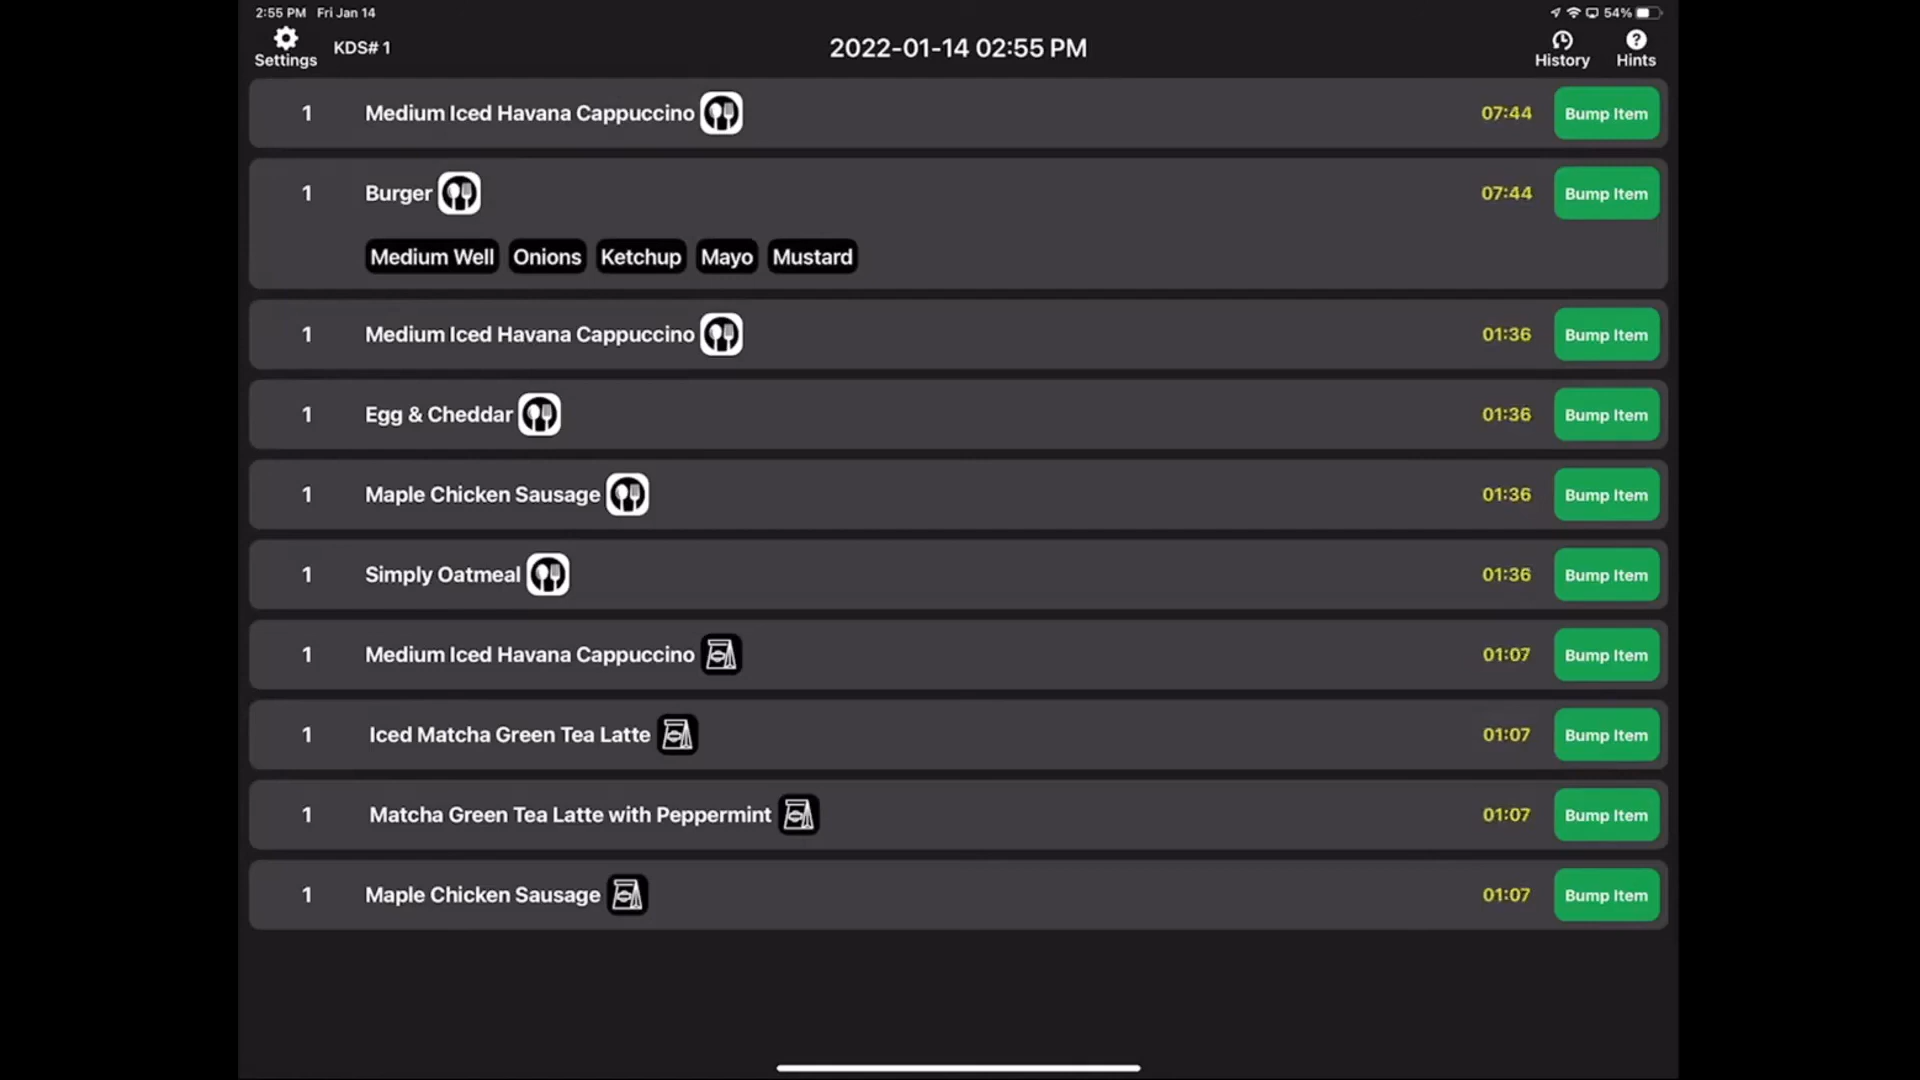 2:55 PM Fri Jan 14 54%
Settings KDS# 1 2022-01-14 02:55 PM History Hints
1 Medium Iced Havana Cappuccino 07:44 Bump Item
1 Burger 07:44 Bump Item
Medium Well Onions Ketchup Mayo Mustard
1 Medium Iced Havana Cappuccino 01:36 Bump Item
1 Egg & Cheddar 01:36 Bump Item
1 Maple Chicken Sausage 01:36 Bump Item
1 Simply Oatmeal 01:36 Bump Item
1 Medium Iced Havana Cappuccino 01:07 Bump Item
1 Iced Matcha Green Tea Latte 01:07 Bump Item
1 Matcha Green Tea Latte with Peppermint 01:07 Bump Item
1 Maple Chicken Sausage 01:07 Bump Item